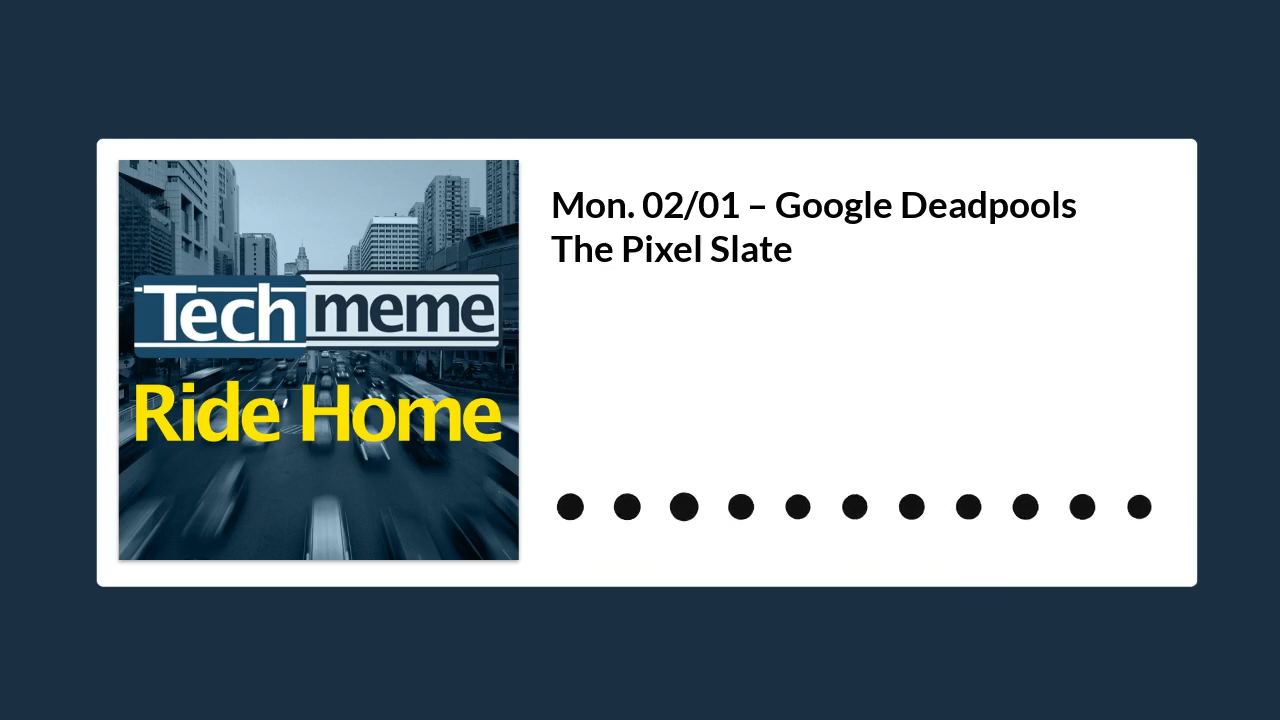 Tech meme
Ride Home
Mon. 02/01 – Google Deadpools
The Pixel Slate